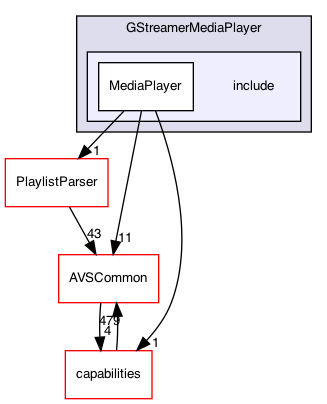 GStreamerMediaPlayer
MediaPlayer
include
1
PlaylistParser
43
11
AVSCommon
479
4
1
capabilities